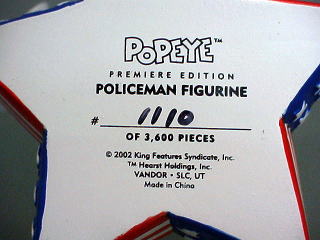 POPEYE™
PREMIERE EDITION
POLICEMAN FIGURINE
# 1110
OF 3,600 PIECES
© 2002 King Features Syndicate, Inc.
™ Hearst Holdings, Inc.
VANDOR • SLC, UT
Made in China